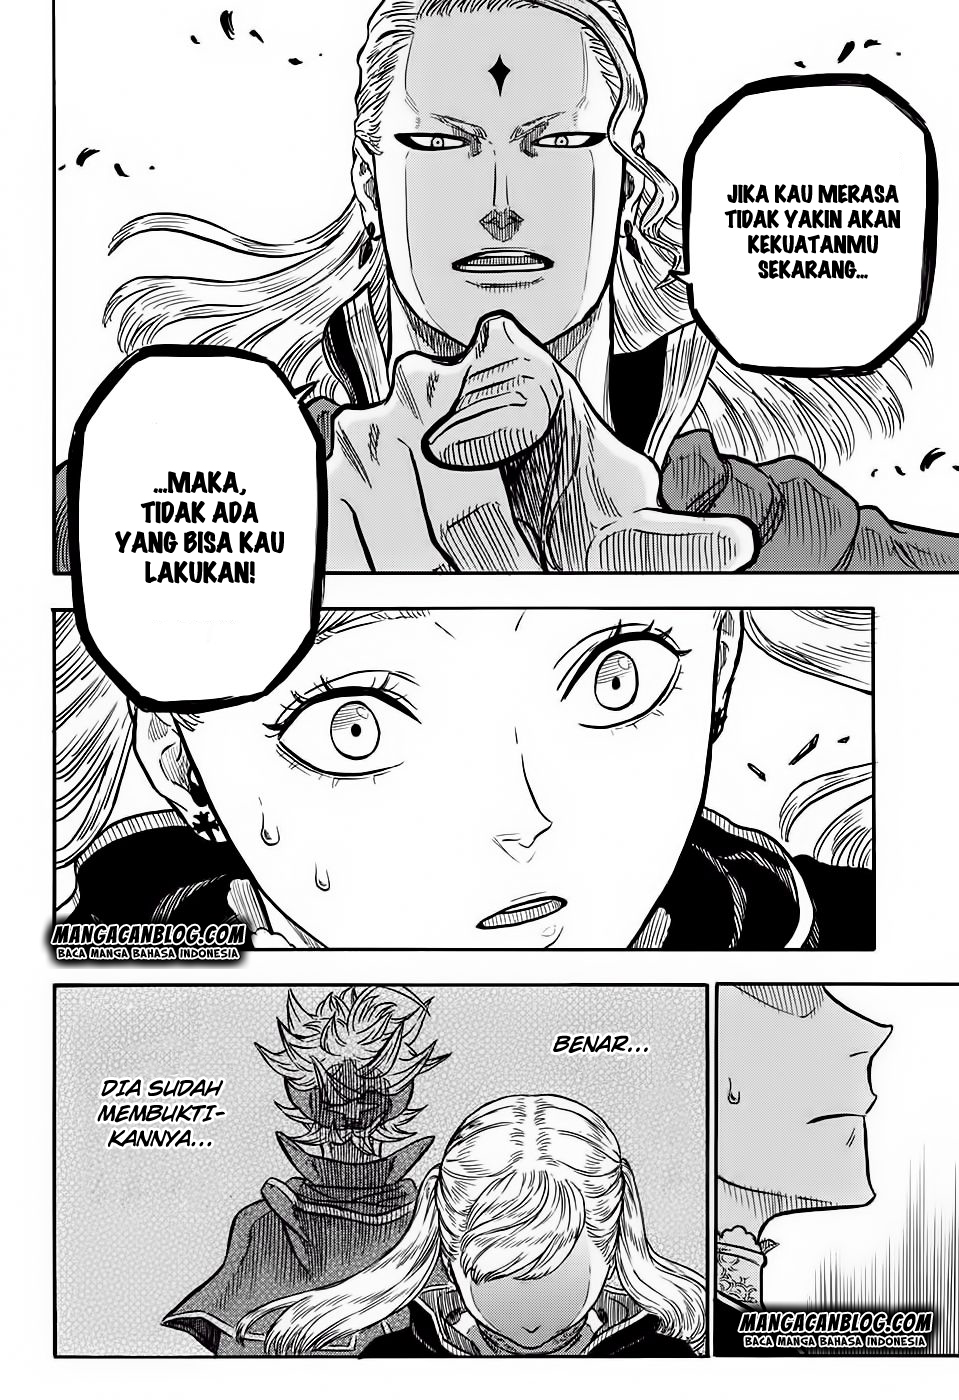 JIKA KAU MERASA
TIDAK YAKIN AKAN
KEKUATANMU
SEKARANG...
...MAKA,
TIDAK ADA
YANG BISA KAU
LAKUKAN!
MANGACANBLOG.COM
BACA MANGA BAHASA INDONESIA
BENAR...
DIA SUDAH
MEMBUKTI-
KANNYA...
MANGACANBLOG.COM
BACA MANGA BAHASA INDONESIA